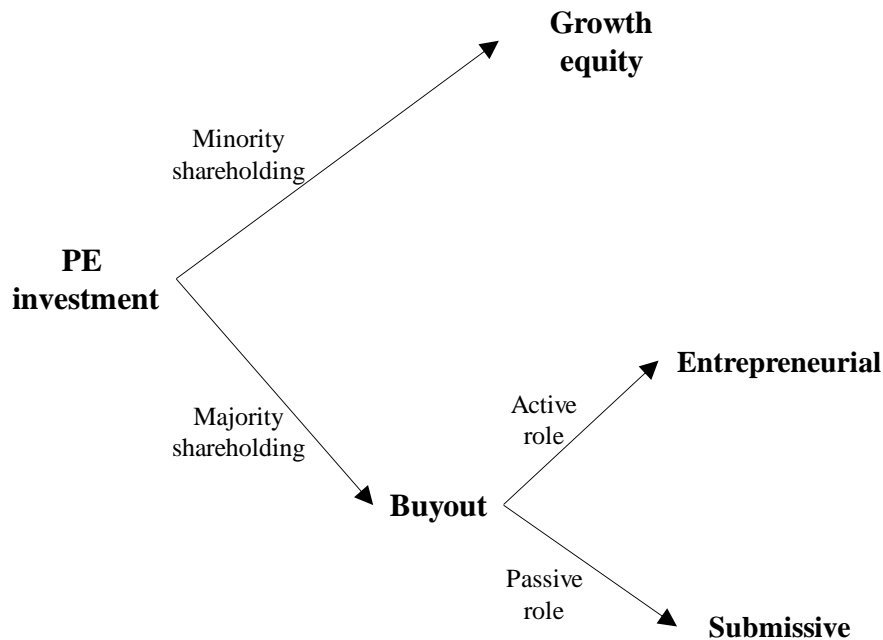 Growth
equity
Minority
shareholding
PE
investment
Entrepreneurial
Active
role
Majority
shareholding
Buyout
Passive
role
Submissive